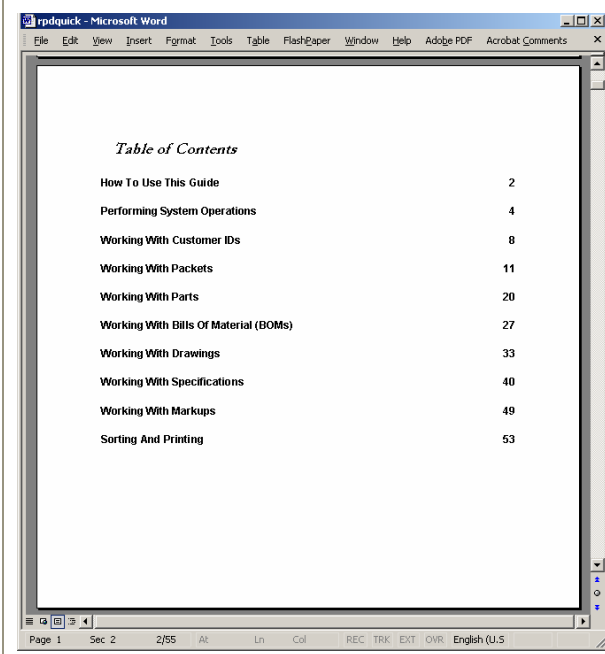 rpdquick - Microsoft Word
File Edit View Insert Format Tools Table FlashPaper Window Help Adobe PDF Acrobat Comments
Table of Contents
How To Use This Guide 2
Performing System Operations 4
Working With Customer IDs 8
Working With Packets 11
Working With Parts 20
Working With Bills Of Material (BOMs) 27
Working With Drawings 33
Working With Specifications 40
Working With Markups 49
Sorting And Printing 53
Page 1 Sec 2 2/55 At Ln Col REC TRK EXT OVR English (U.S